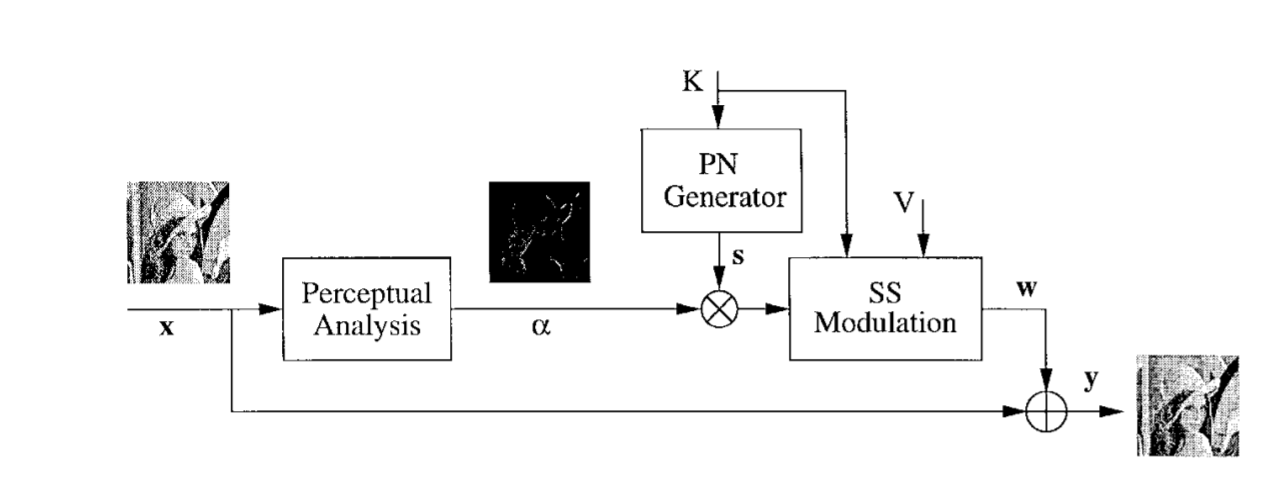 K
PN
Generator
V
s
Perceptual
Analysis
SS
Modulation
w
x
α
y